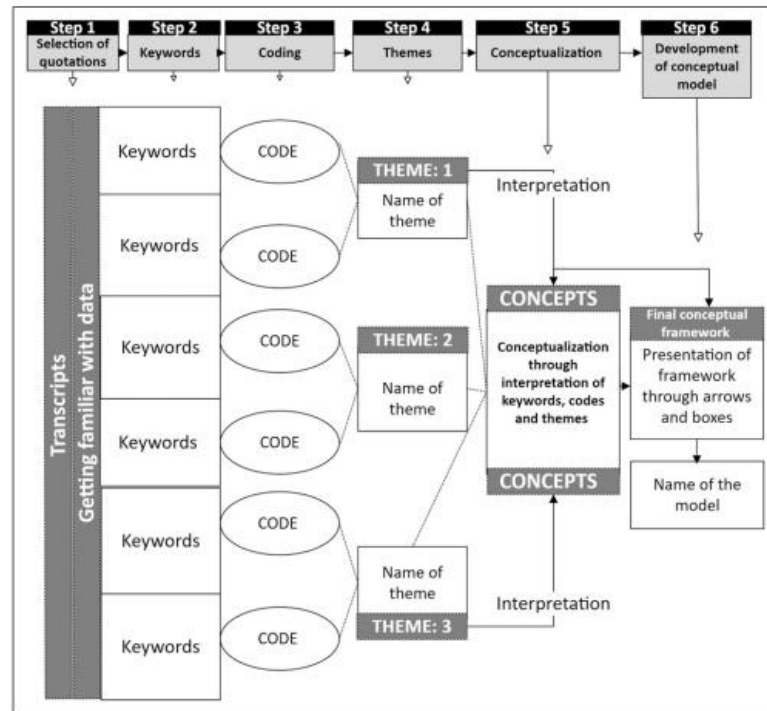 Step 1
Selection of
quotations
Step 2
Keywords
Step 3
Coding
Step 4
Themes
Step 5
Conceptualization
Step 6
Development
of conceptual
model
Transcripts
Getting familiar with data
Keywords
Keywords
Keywords
Keywords
Keywords
Keywords
CODE
CODE
CODE
CODE
CODE
CODE
THEME: 1
Name of
theme
THEME: 2
Name of
theme
Name of
theme
THEME: 3
Interpretation
CONCEPTS
Conceptualization
through
interpretation of
keywords, codes
and themes
CONCEPTS
Interpretation
Final conceptual
framework
Presentation of
framework
through arrows
and boxes
Name of the
model